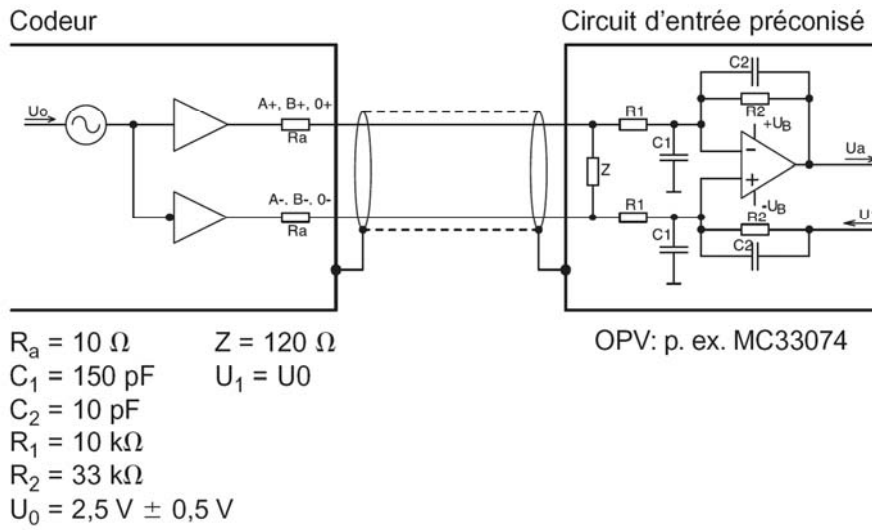 Codeur
Circuit d'entrée préconisé
Uo
A+, B+, 0+
Ra
A-, B-, 0-
Ra
Z
R1
C1
R1
C1
C2
R2
+UB
-
+
-UB
R2
C2
Ua
Ra = 10 Ω
Z = 120 Ω
C1 = 150 pF
U1 = U0
C2 = 10 pF
R1 = 10 kΩ
R2 = 33 kΩ
U0 = 2,5 V ± 0,5 V
OPV: p. ex. MC33074